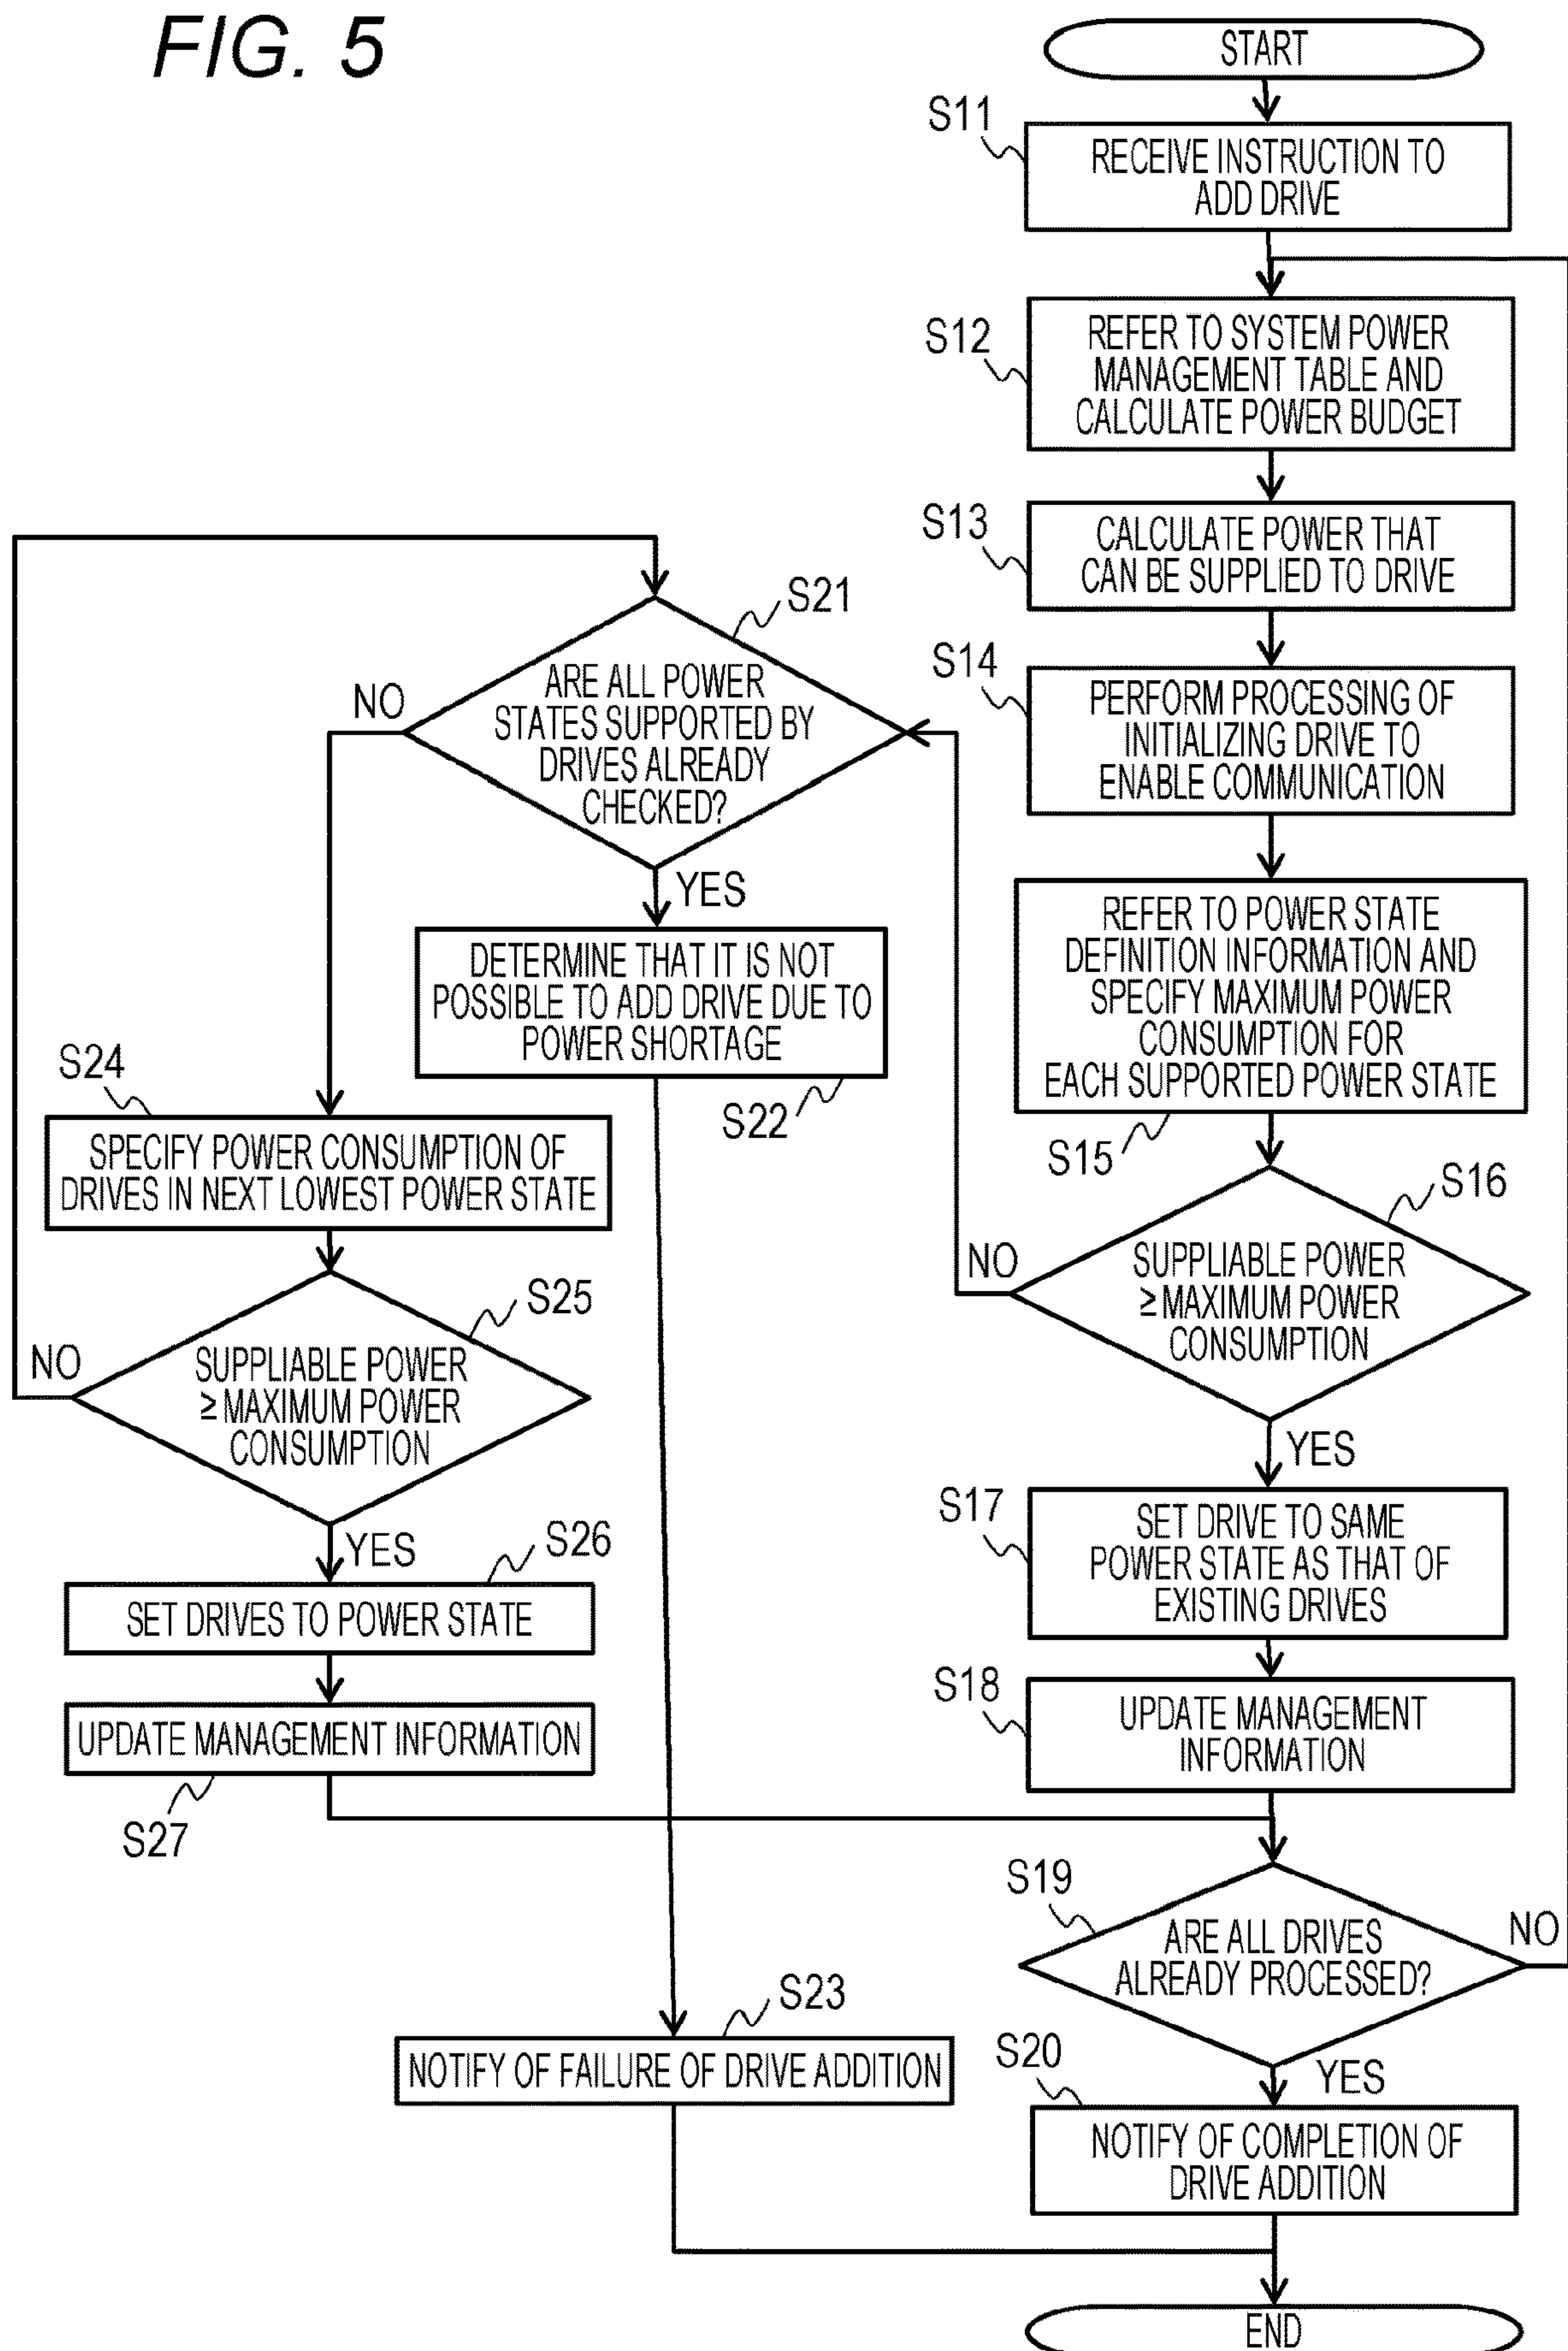 FIG. 5
START
S11
RECEIVE INSTRUCTION TO
ADD DRIVE
S12
REFER TO SYSTEM POWER
MANAGEMENT TABLE AND
CALCULATE POWER BUDGET
S13
CALCULATE POWER THAT
CAN BE SUPPLIED TO DRIVE
S14
PERFORM PROCESSING OF
INITIALIZING DRIVE TO
ENABLE COMMUNICATION
REFER TO POWER STATE
DEFINITION INFORMATION AND
SPECIFY MAXIMUM POWER
CONSUMPTION FOR
EACH SUPPORTED POWER STATE
S15
S16
SUPPLIABLE POWER
≥ MAXIMUM POWER
CONSUMPTION
NO
YES
S17
SET DRIVE TO SAME
POWER STATE AS THAT OF
EXISTING DRIVES
S18
UPDATE MANAGEMENT
INFORMATION
S19
ARE ALL DRIVES
ALREADY PROCESSED?
NO
YES
S20
NOTIFY OF COMPLETION OF
DRIVE ADDITION
END
S21
ARE ALL POWER
STATES SUPPORTED BY
DRIVES ALREADY
CHECKED?
NO
YES
DETERMINE THAT IT IS NOT
POSSIBLE TO ADD DRIVE DUE TO
POWER SHORTAGE
S22
S23
NOTIFY OF FAILURE OF DRIVE ADDITION
S24
SPECIFY POWER CONSUMPTION OF
DRIVES IN NEXT LOWEST POWER STATE
S25
SUPPLIABLE POWER
≥ MAXIMUM POWER
CONSUMPTION
NO
YES
S26
SET DRIVES TO POWER STATE
UPDATE MANAGEMENT INFORMATION
S27